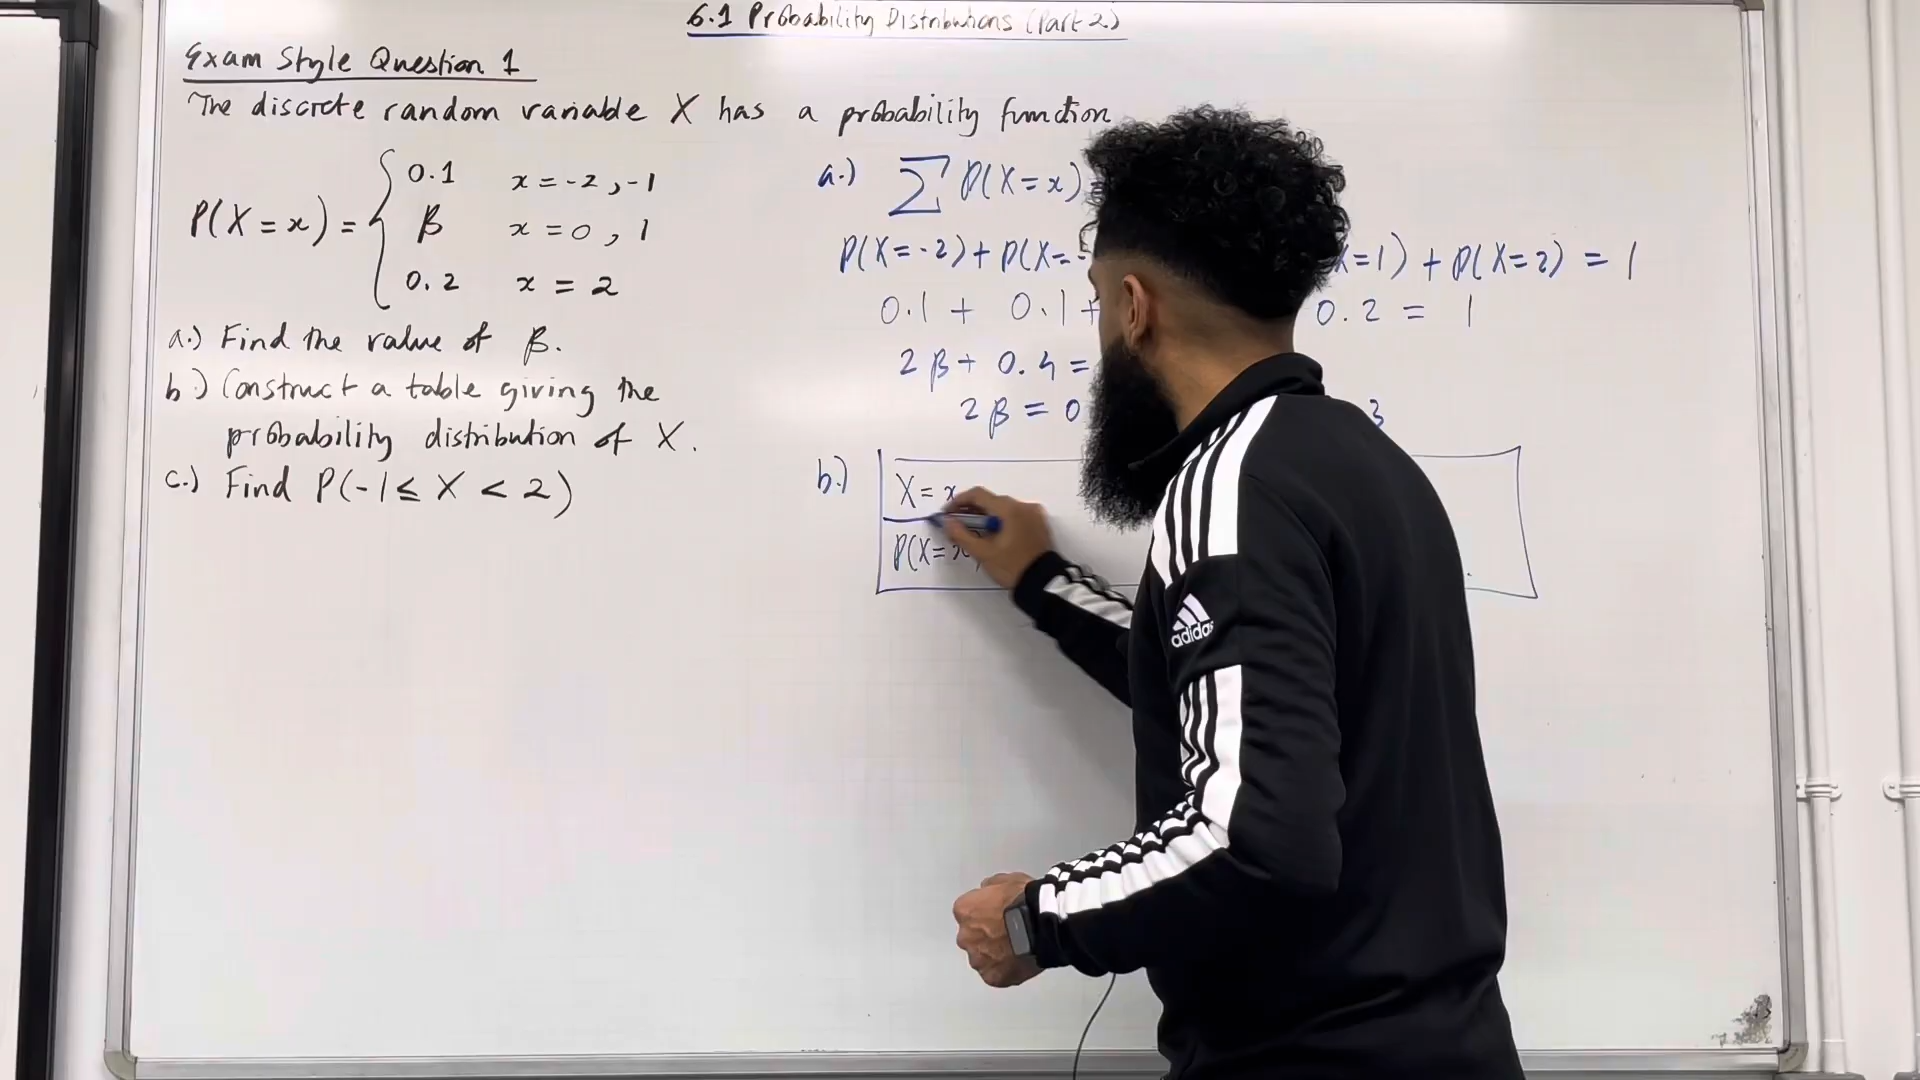 6.1 Probability Distributions (Part 2)
Exam Style Question 1
The discrete random variable X has a probability function
P(X = x) = { 0.1 x = -2, -1
β x = 0, 1
0.2 x = 2
a.) Find the value of β.
b.) Construct a table giving the
probability distribution of X.
c.) Find P(-1 ≤ X < 2)
a.) ∑ P(X = x) =
P(X = -2) + P(X = - X = 1) + P(X = 2) = 1
0.1 + 0.1 + 0.2 = 1
2β + 0.4 =
2β = 0 3
b.) X = x
P(X = x)
adidas